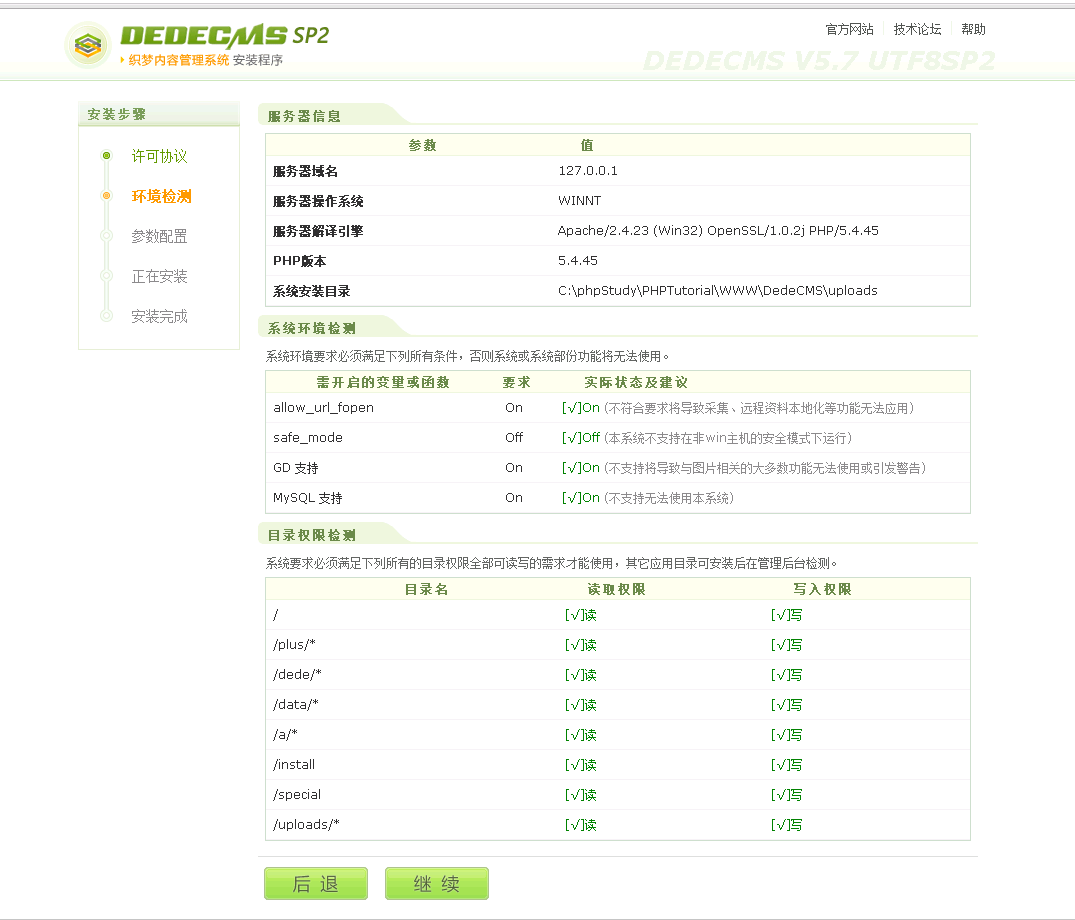 DEDECMS SP2
织梦内容管理系统 安装程序
官方网站 技术论坛 帮助
DEDECMS V5.7 UTF8SP2
安装步骤
许可协议
环境检测
参数配置
正在安装
安装完成
服务器信息
参数 值
服务器域名 127.0.0.1
服务器操作系统 WINNT
服务器解译引擎 Apache/2.4.23 (Win32) OpenSSL/1.0.2j PHP/5.4.45
PHP版本 5.4.45
系统安装目录 C:\phpStudy\PHPTutorial\WWW\DedeCMS\uploads
系统环境检测
系统环境要求必须满足下列所有条件，否则系统或系统部份功能将无法使用。
需开启的变量或函数 要求 实际状态及建议
allow_url_fopen On [√]On (不符合要求将导致采集、远程资料本地化等功能无法应用)
safe_mode Off [√]Off (本系统不支持在非win主机的安全模式下运行)
GD 支持 On [√]On (不支持将导致与图片相关的大多数功能无法使用或引发警告)
MySQL 支持 On [√]On (不支持无法使用本系统)
目录权限检测
系统要求必须满足下列所有的目录权限全部可读写的需求才能使用，其它应用目录可安装后在管理后台检测。
目录名 读取权限 写入权限
/ [√]读 [√]写
/plus/* [√]读 [√]写
/dede/* [√]读 [√]写
/data/* [√]读 [√]写
/a/* [√]读 [√]写
/install [√]读 [√]写
/special [√]读 [√]写
/uploads/* [√]读 [√]写
后退 继续